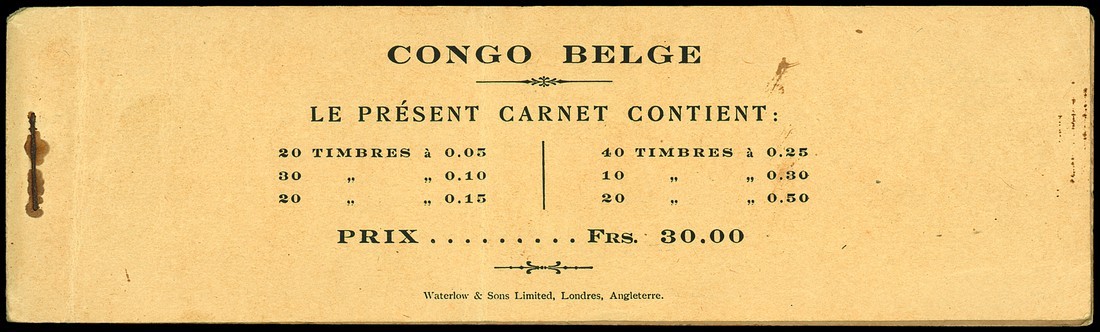 CONGO BELGE
LE PRÉSENT CARNET CONTIENT:
20 TIMBRES à 0.05
30 „ „ 0.10
20 „ „ 0.15
40 TIMBRES à 0.25
10 „ „ 0.30
20 „ „ 0.50
PRIX ......... FRS. 30.00
Waterlow & Sons Limited, Londres, Angleterre.